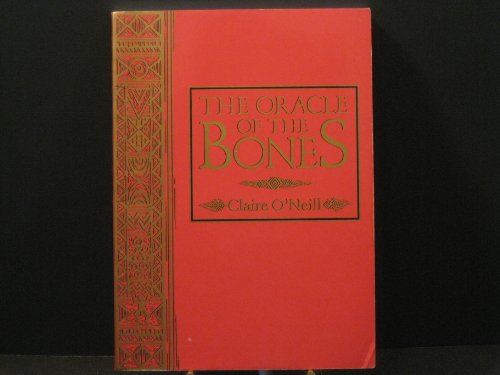 THE ORACLE
OF THE
BONES
Claire O'Neill